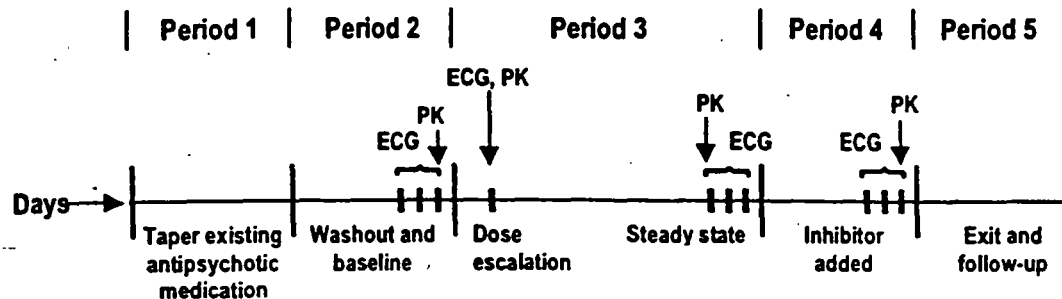 Period 1 Period 2 Period 3 Period 4 Period 5
ECG, PK
PK PK PK
ECG ECG ECG
Days
Taper existing Washout and Dose Steady state Inhibitor Exit and
antipsychotic baseline escalation added follow-up
medication